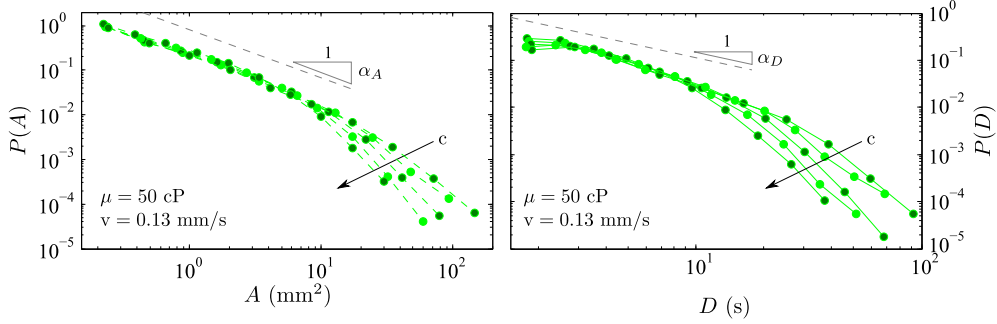 10^0
10^-1
10^-2
10^-3
10^-4
10^-5
P(A)
1
α_A
c
μ = 50 cP
v = 0.13 mm/s
10^0
10^1
10^2
A (mm^2)
1
α_D
c
μ = 50 cP
v = 0.13 mm/s
10^1
10^2
D (s)
10^0
10^-1
10^-2
10^-3
10^-4
10^-5
P(D)